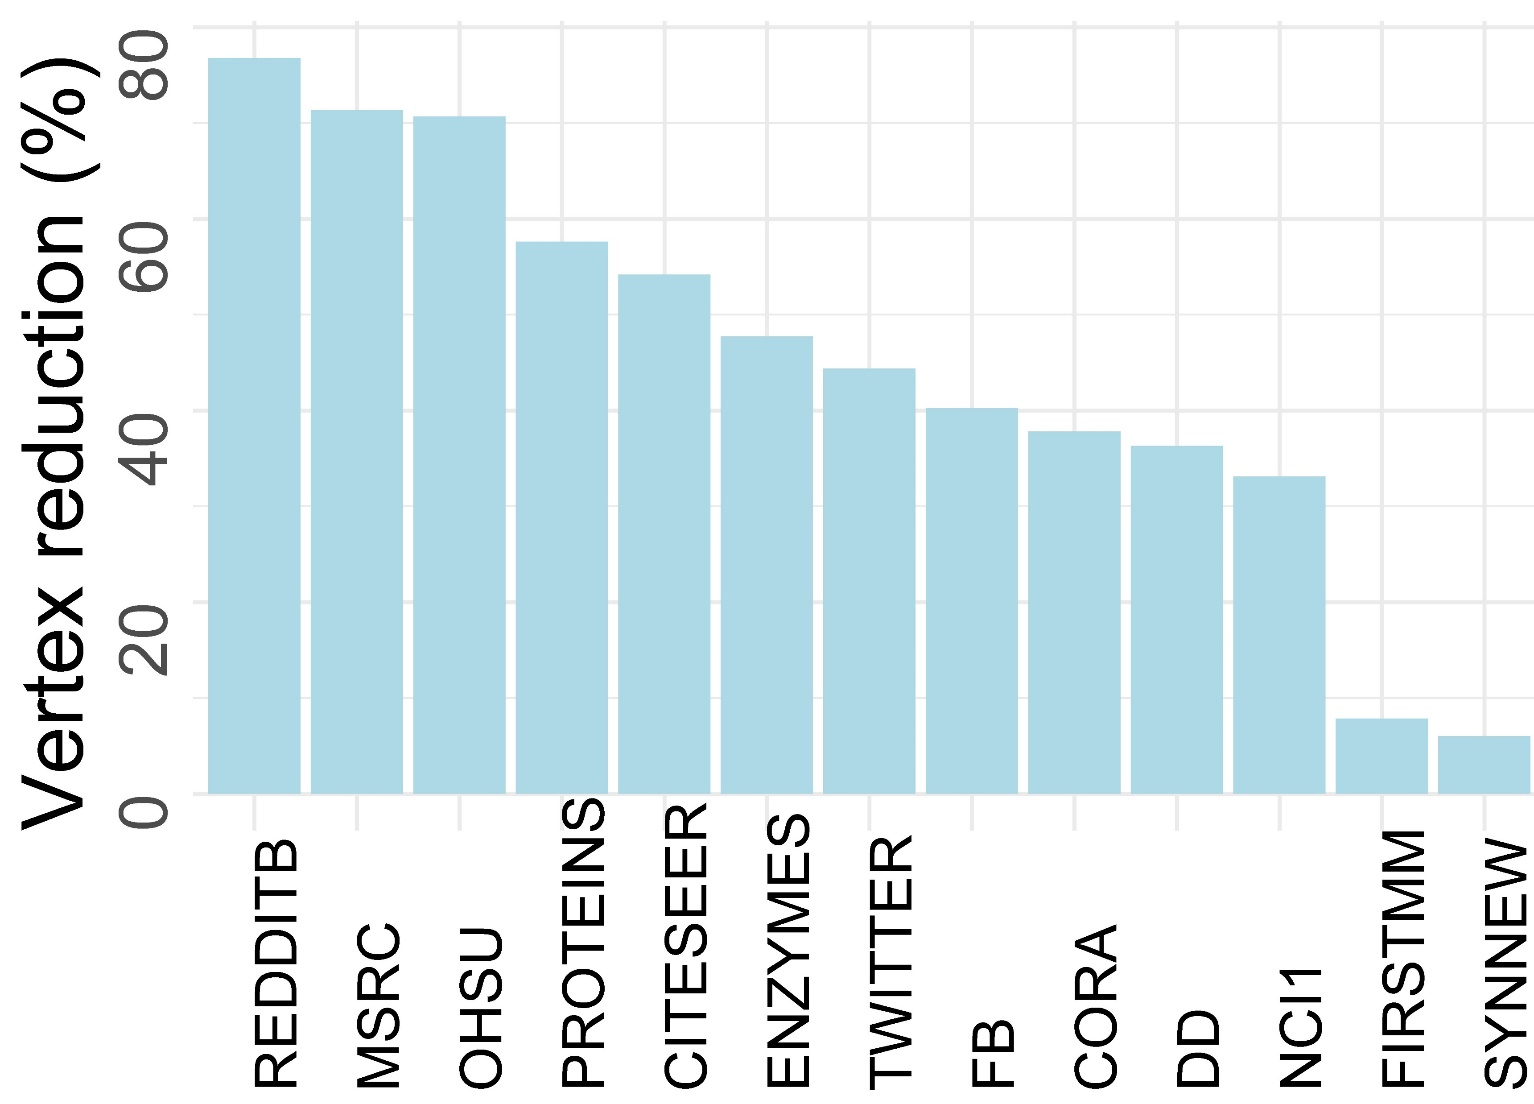 Vertex reduction (%)
80
60
40
20
0
REDDITB
MSRC
OHSU
PROTEINS
CITESEER
ENZYMES
TWITTER
FB
CORA
DD
NCI1
FIRSTMM
SYNNEW